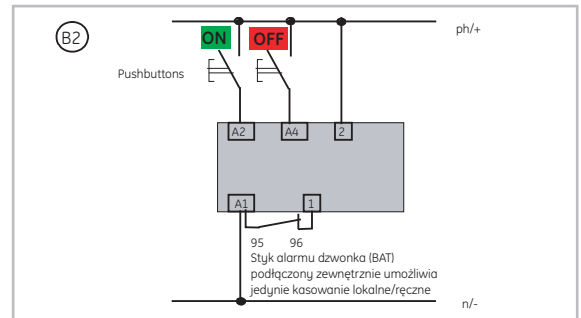 B2
ph/+
ON OFF
Pushbuttons
A2 A4 2
A1 1
95 96
Styk alarmu dzwonka (BAT)
podłączony zewnętrznie umożliwia
jedynie kasowanie lokalne/ręczne
n/-